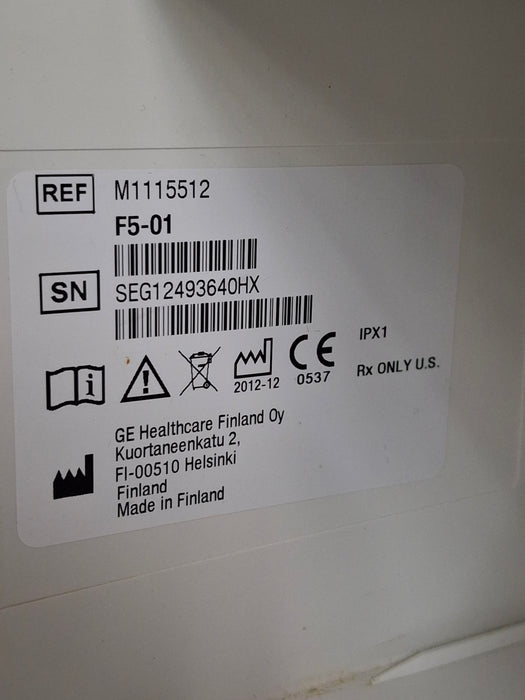 REF M1115512
F5-01
SN SEG12493640HX
i
2012-12
CE 0537
IPX1
Rx ONLY U.S.
GE Healthcare Finland Oy
Kuortaneenkatu 2,
FI-00510 Helsinki
Finland
Made in Finland